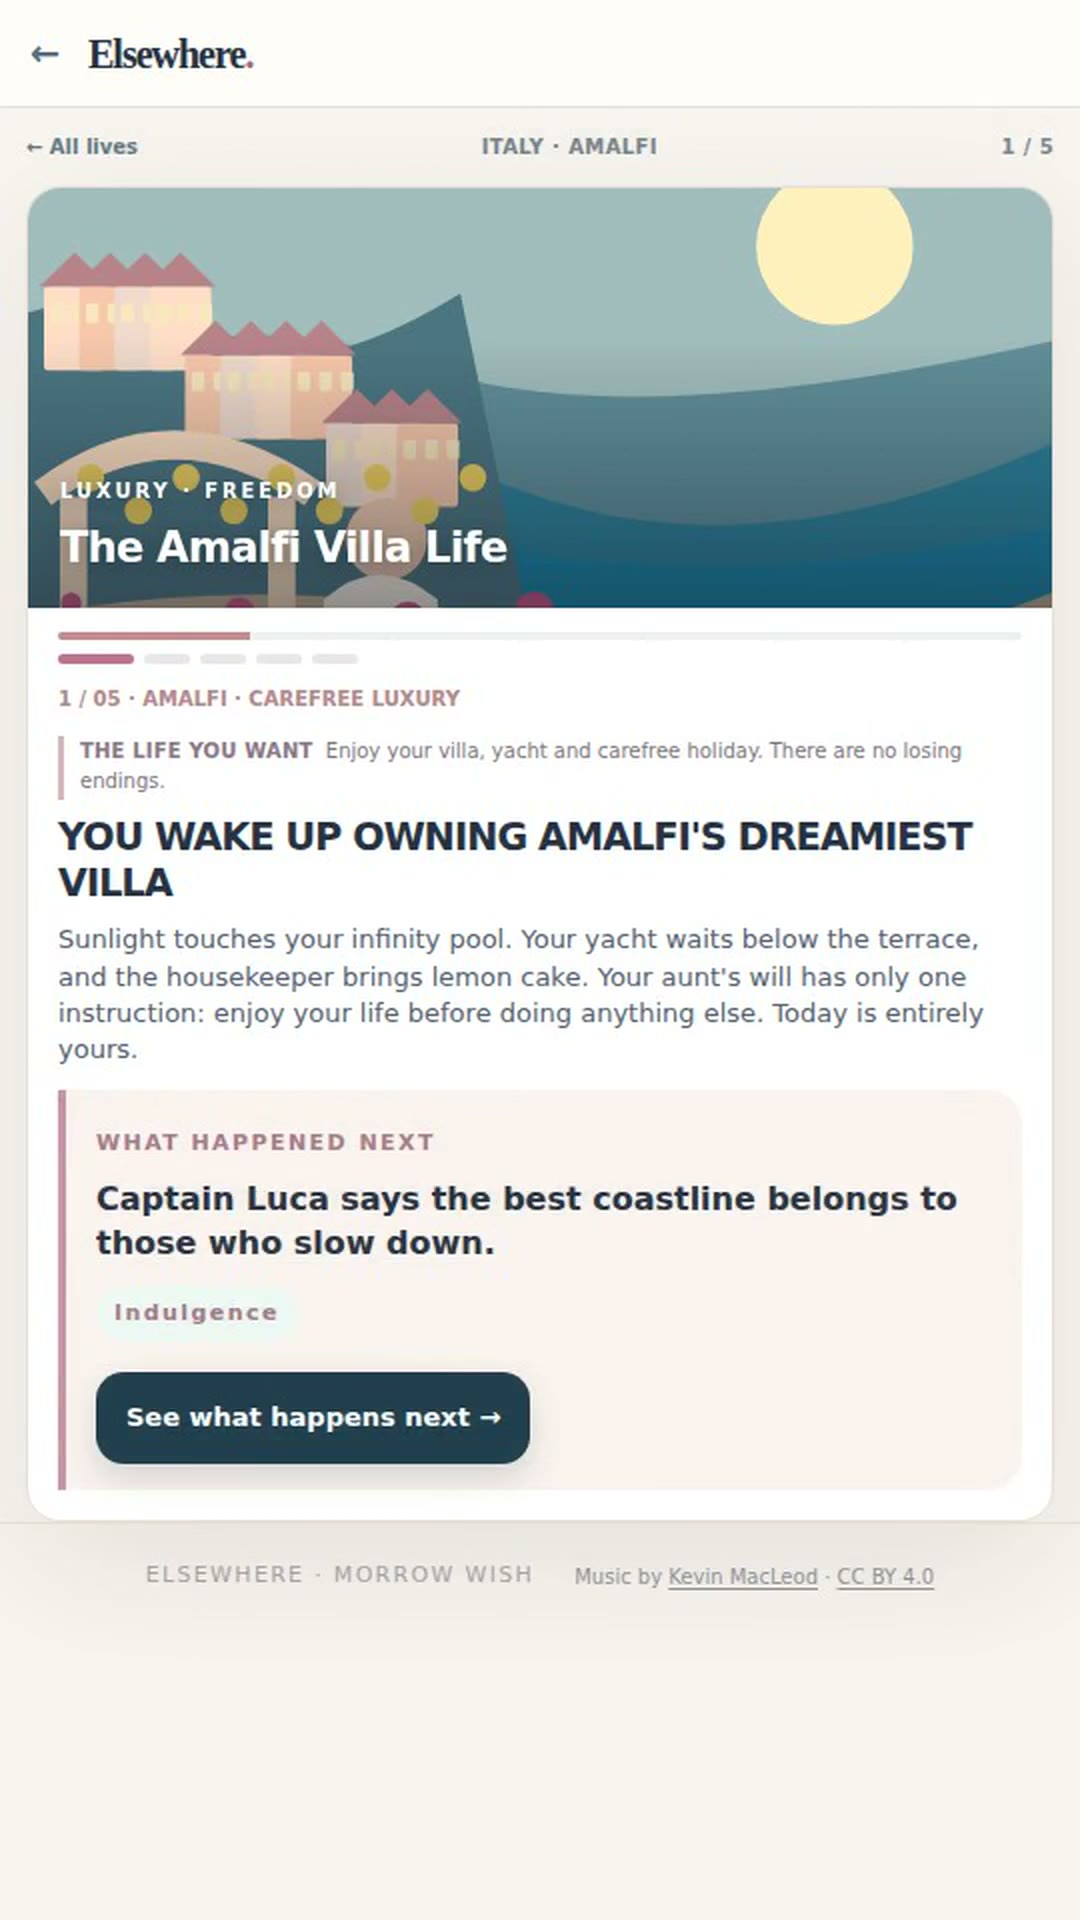 ← Elsewhere.
← All lives ITALY · AMALFI 1 / 5
LUXURY · FREEDOM
The Amalfi Villa Life
1 / 05 · AMALFI · CAREFREE LUXURY
THE LIFE YOU WANT Enjoy your villa, yacht and carefree holiday. There are no losing
endings.
YOU WAKE UP OWNING AMALFI'S DREAMIEST
VILLA
Sunlight touches your infinity pool. Your yacht waits below the terrace,
and the housekeeper brings lemon cake. Your aunt's will has only one
instruction: enjoy your life before doing anything else. Today is entirely
yours.
WHAT HAPPENED NEXT
Captain Luca says the best coastline belongs to
those who slow down.
Indulgence
See what happens next →
ELSEWHERE · MORROW WISH Music by Kevin MacLeod · CC BY 4.0